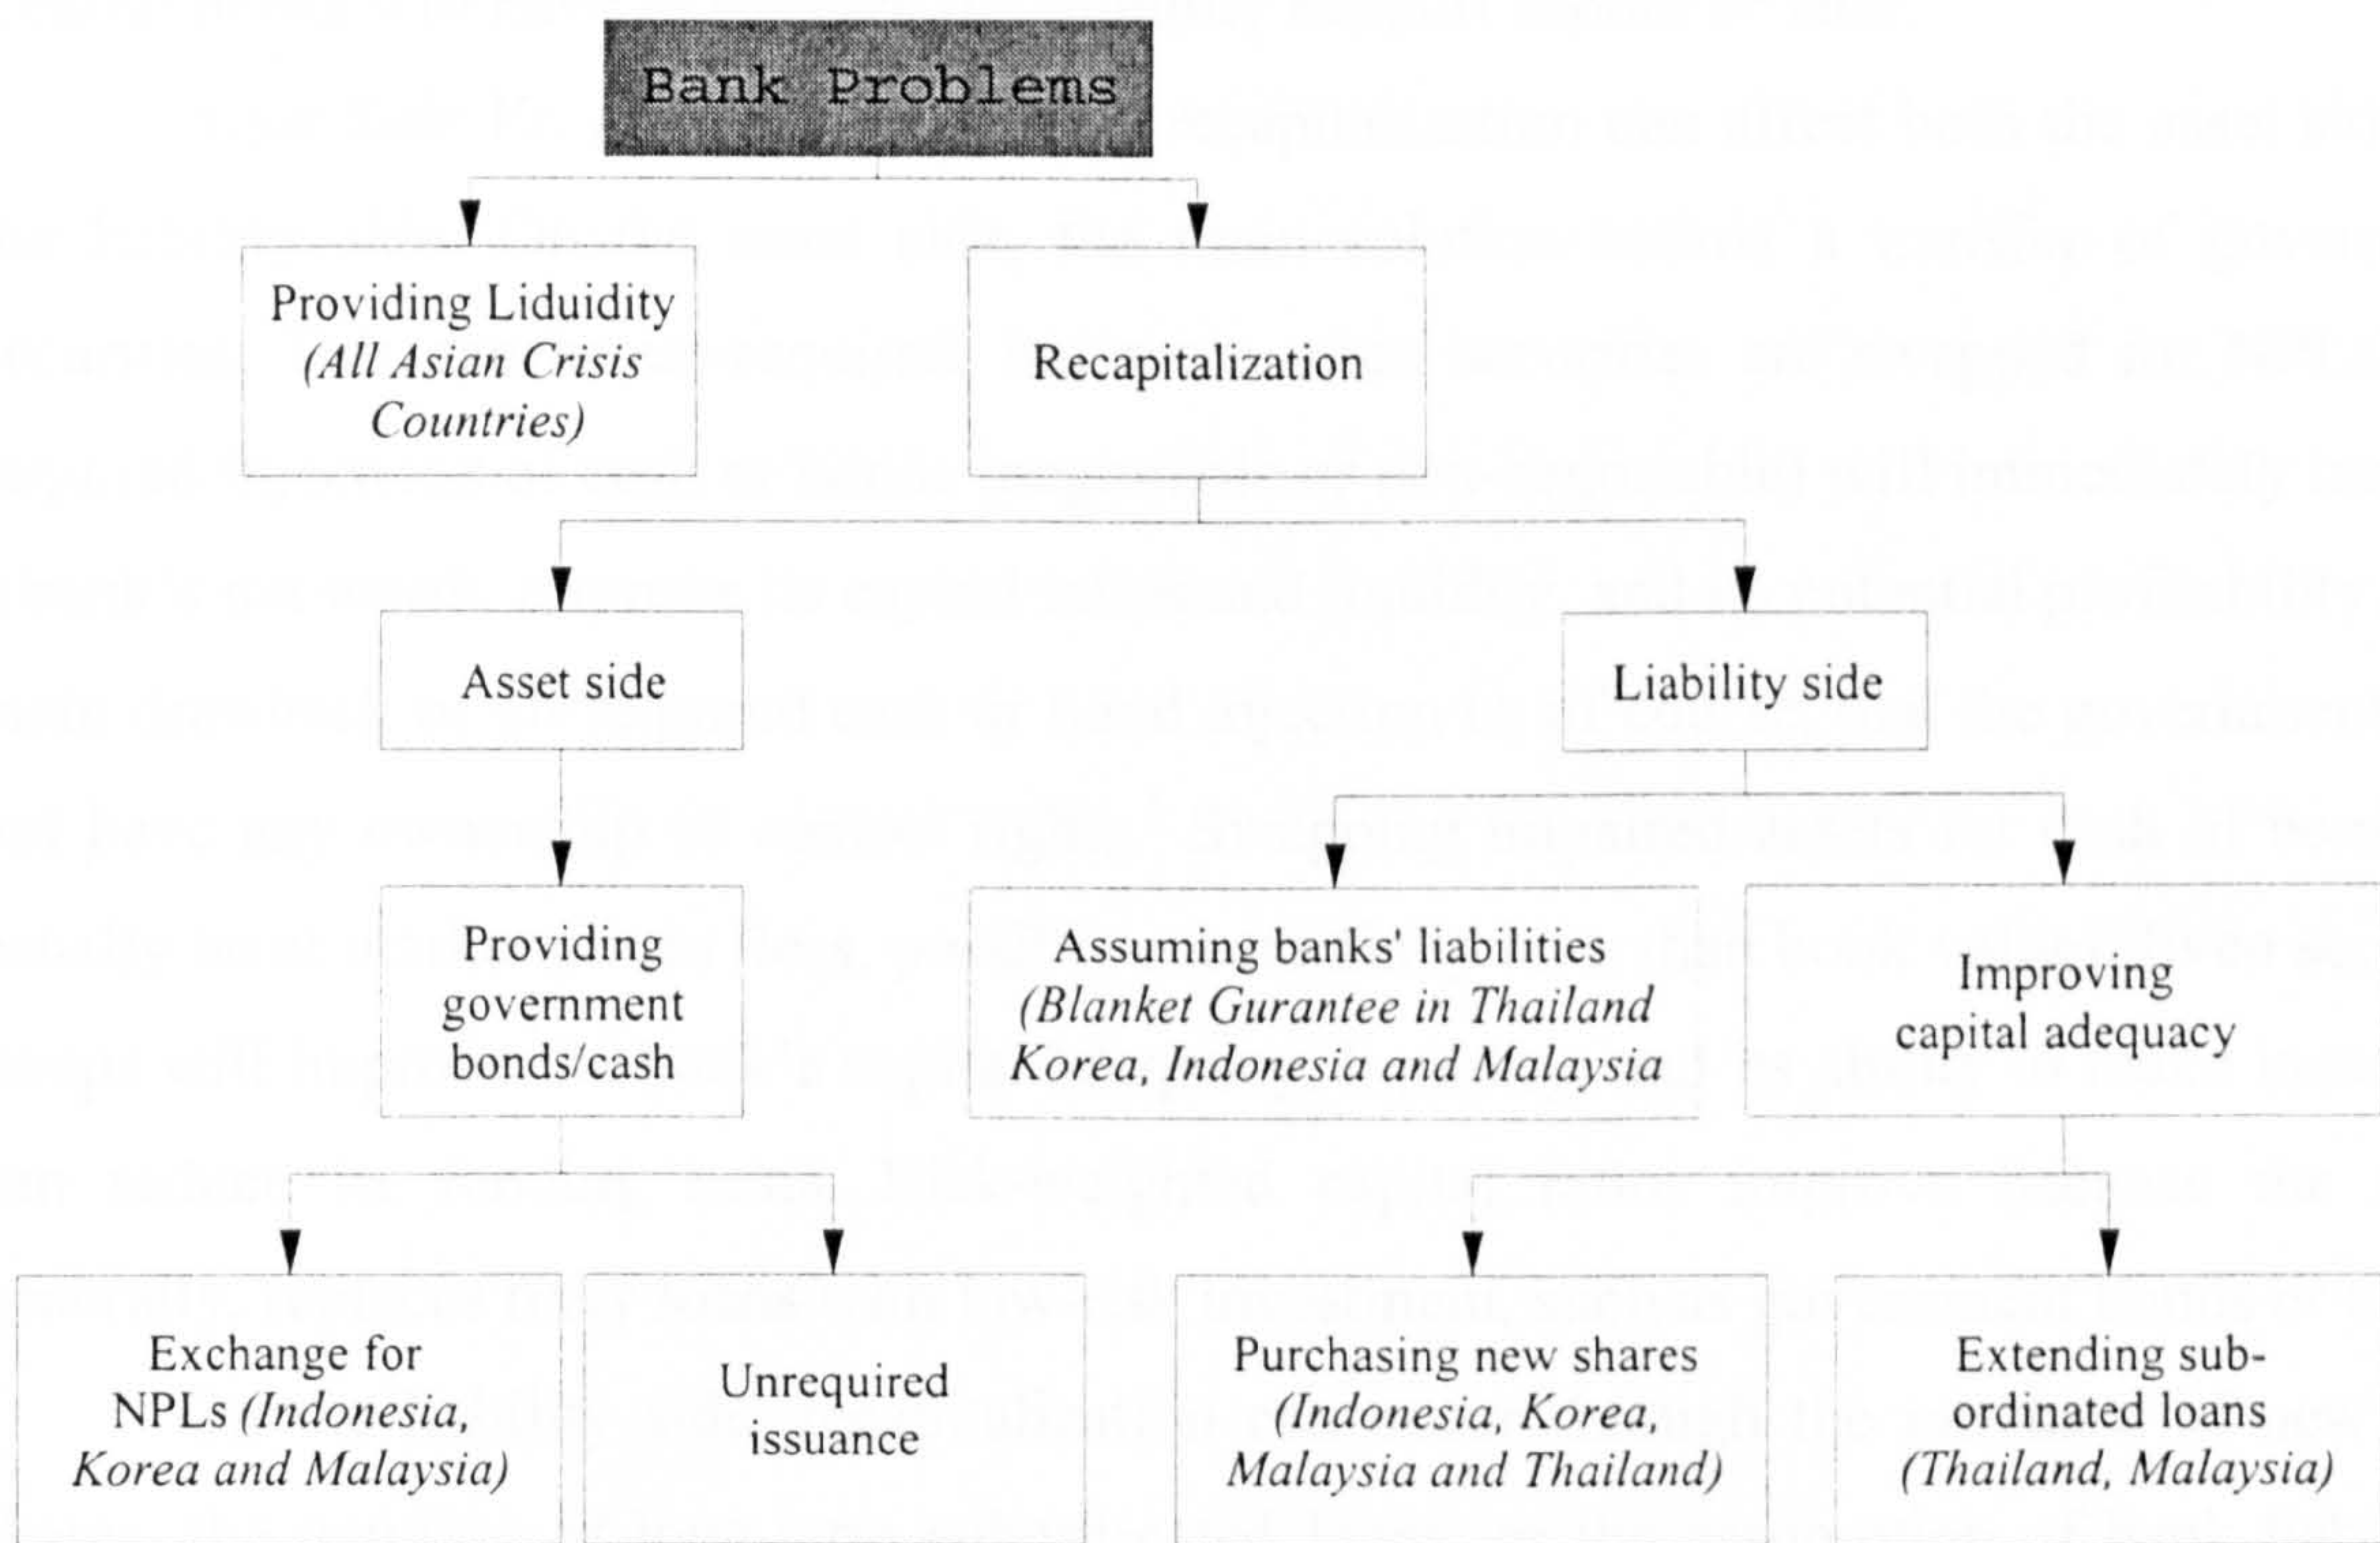 Bank Problems
Providing Liduidity
(All Asian Crisis
Countries)
Recapitalization
Asset side
Liability side
Providing
government
bonds/cash
Assuming banks' liabilities
(Blanket Gurantee in Thailand
Korea, Indonesia and Malaysia
Improving
capital adequacy
Exchange for
NPLs (Indonesia,
Korea and Malaysia)
Unrequired
issuance
Purchasing new shares
(Indonesia, Korea,
Malaysia and Thailand)
Extending sub-
ordinated loans
(Thailand, Malaysia)